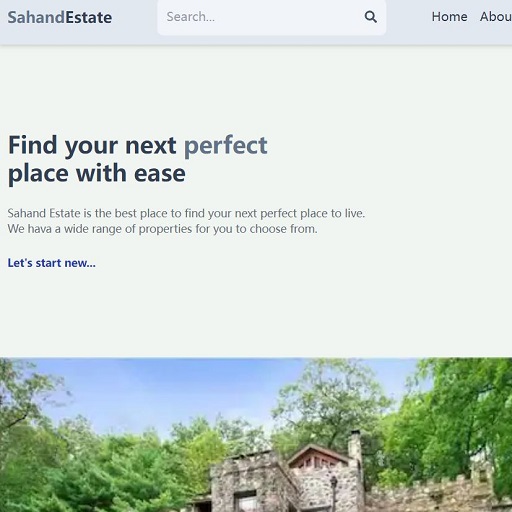 SahandEstate
Search...
Home Abou
Find your next perfect
place with ease
Sahand Estate is the best place to find your next perfect place to live.
We hava a wide range of properties for you to choose from.
Let's start new...